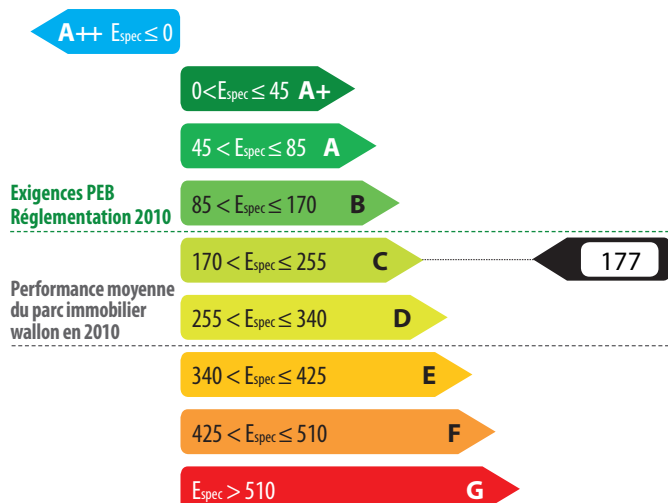 A++ Espec ≤ 0
0<Espec ≤ 45 A+
45 < Espec ≤ 85 A
Exigences PEB
Réglementation 2010
85 < Espec ≤ 170 B
170 < Espec ≤ 255 C
177
Performance moyenne
du parc immobilier
wallon en 2010
255 < Espec ≤ 340 D
340 < Espec ≤ 425 E
425 < Espec ≤ 510 F
Espec > 510 G